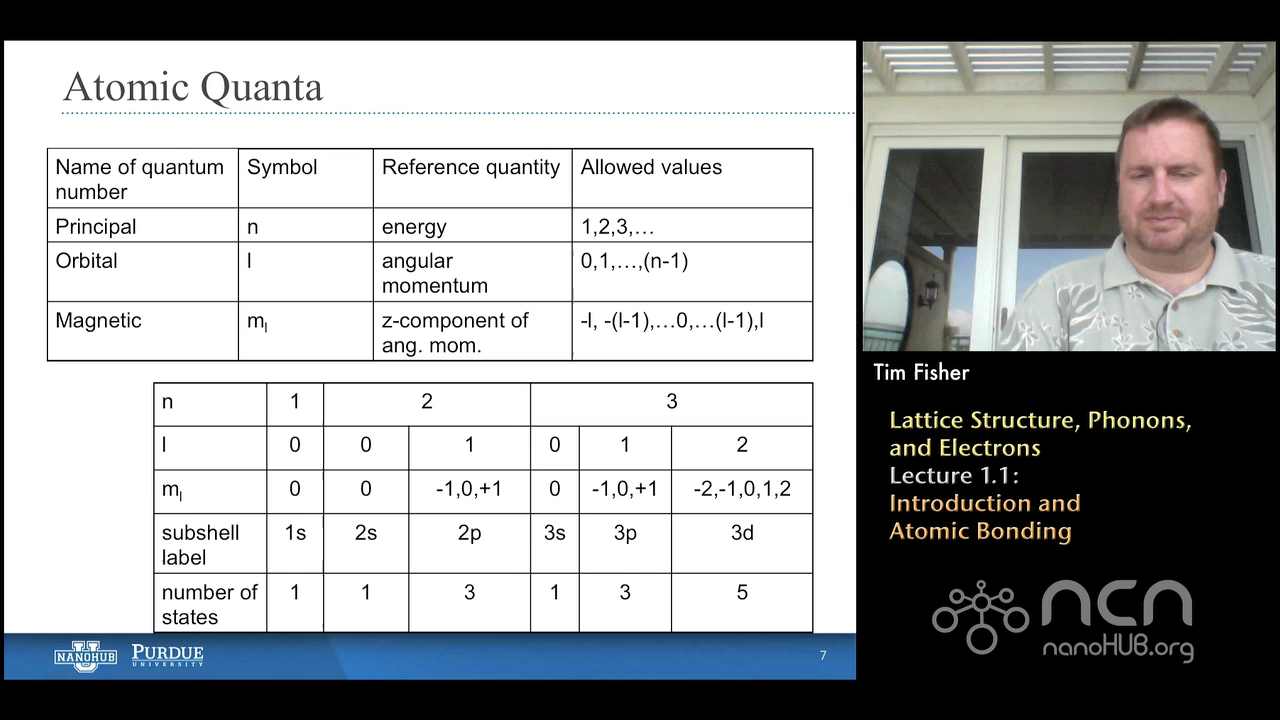 Atomic Quanta
Name of quantum number Symbol Reference quantity Allowed values
Principal n energy 1,2,3,…
Orbital l angular momentum 0,1,…,(n-1)
Magnetic ml z-component of ang. mom. -l, -(l-1),…0,…(l-1),l
n 1 2 3
l 0 0 1 0 1 2
ml 0 0 -1,0,+1 0 -1,0,+1 -2,-1,0,1,2
subshell label 1s 2s 2p 3s 3p 3d
number of states 1 1 3 1 3 5
NANOHUB U
PURDUE
UNIVERSITY
7
Tim Fisher
Lattice Structure, Phonons,
and Electrons
Lecture 1.1:
Introduction and
Atomic Bonding
ncn
nanoHUB.org